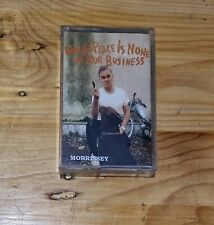 WORLD PEACE IS NONE
OF YOUR BUSINESS
MORRISSEY